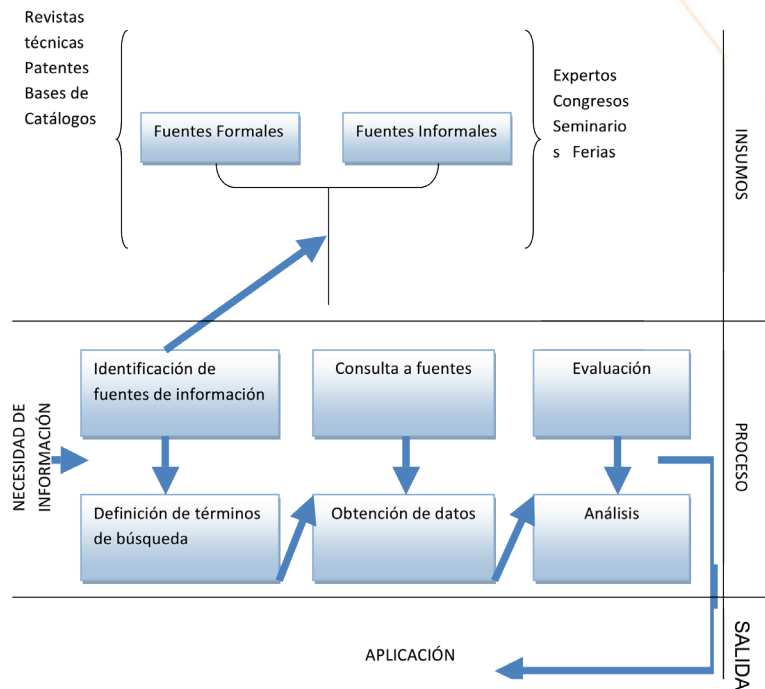 Revistas
técnicas
Patentes
Bases de
Catálogos
Fuentes Formales
Fuentes Informales
Expertos
Congresos
Seminario
s Ferias
INSUMOS
Identificación de
fuentes de información
Consulta a fuentes
Evaluación
NECESIDAD DE
INFORMACIÓN
PROCESO
Definición de términos
de búsqueda
Obtención de datos
Análisis
APLICACIÓN
SALIDA